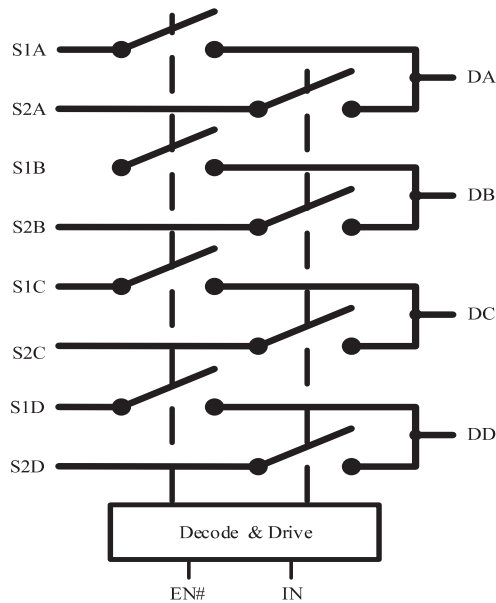 S1A
DA
S2A
S1B
DB
S2B
S1C
DC
S2C
S1D
DD
S2D
Decode & Drive
EN# IN